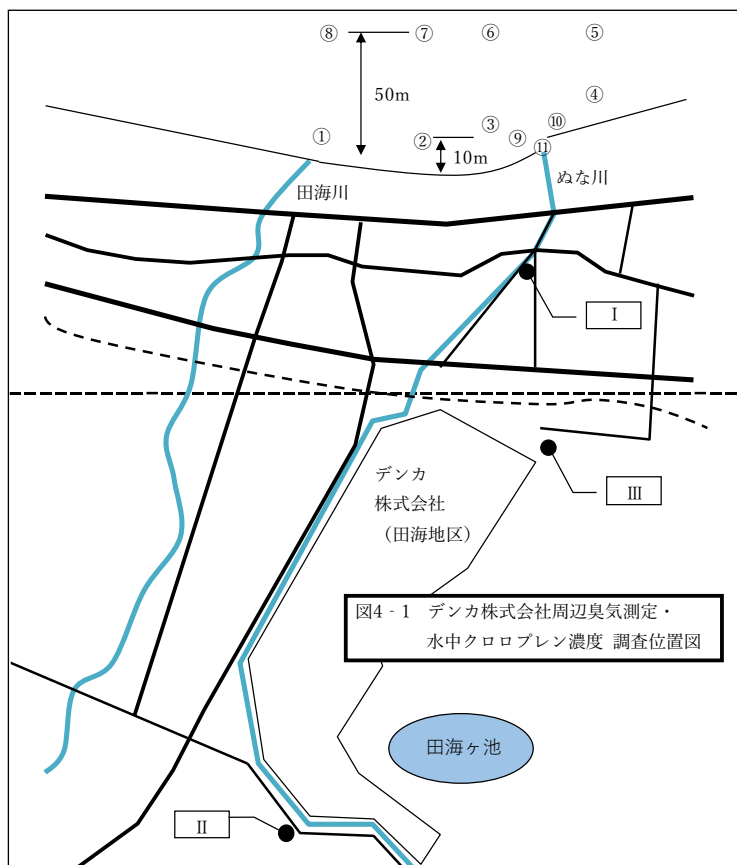 ⑧ ⑦ ⑥ ⑤
50m
④
① ② ③ ⑨ ⑩
⑪
10m
田海川
ぬな川
Ⅰ
デンカ
株式会社
（田海地区）
Ⅲ
図4‐1 デンカ株式会社周辺臭気測定・
水中クロロプレン濃度 調査位置図
田海ヶ池
Ⅱ